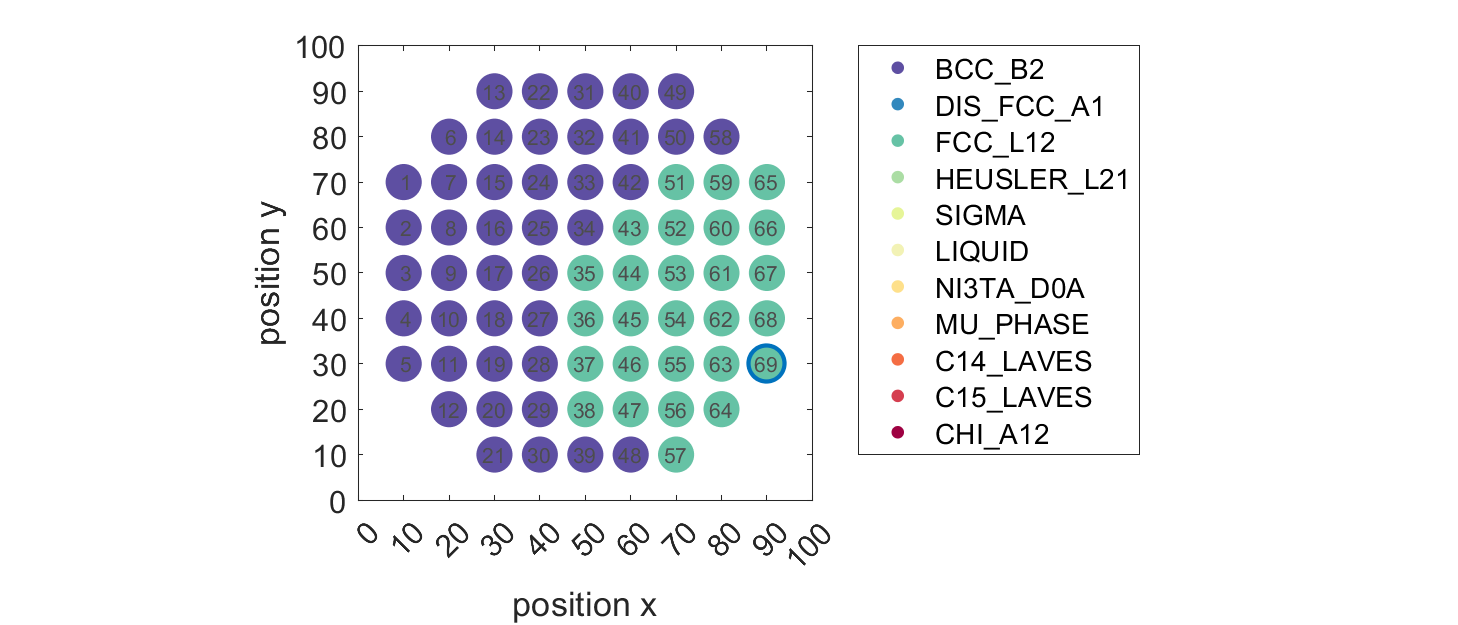 100
90
80
70
60
50
40
30
20
10
0
position y
13 22 31 40 49
6 14 23 32 41 50 58
1 7 15 24 33 42 51 59 65
2 8 16 25 34 43 52 60 66
3 9 17 26 35 44 53 61 67
4 10 18 27 36 45 54 62 68
5 11 19 28 37 46 55 63 69
12 20 29 38 47 56 64
21 30 39 48 57
0 10 20 30 40 50 60 70 80 90 100
position x
BCC_B2
DIS_FCC_A1
FCC_L12
HEUSLER_L21
SIGMA
LIQUID
NI3TA_D0A
MU_PHASE
C14_LAVES
C15_LAVES
CHI_A12